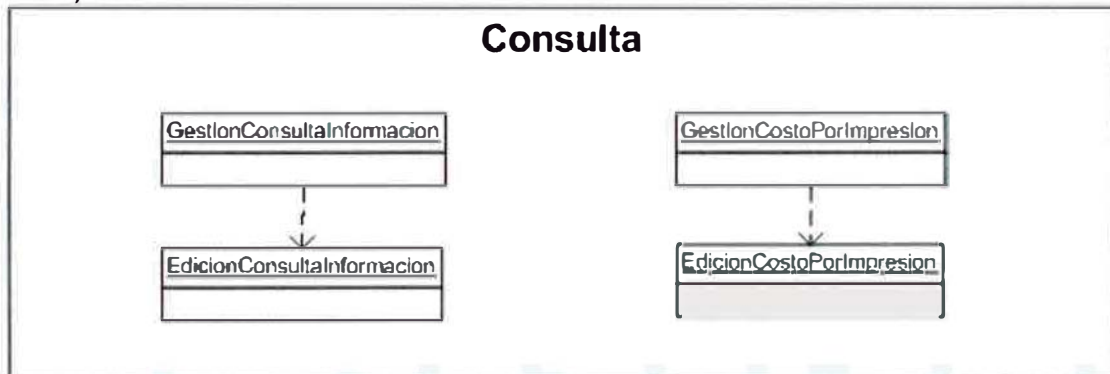 Consulta
GestionConsultaInformacion
GestionCostoPorImpresion
EdicionConsultaInformacion
EdicionCostoPorImpresion